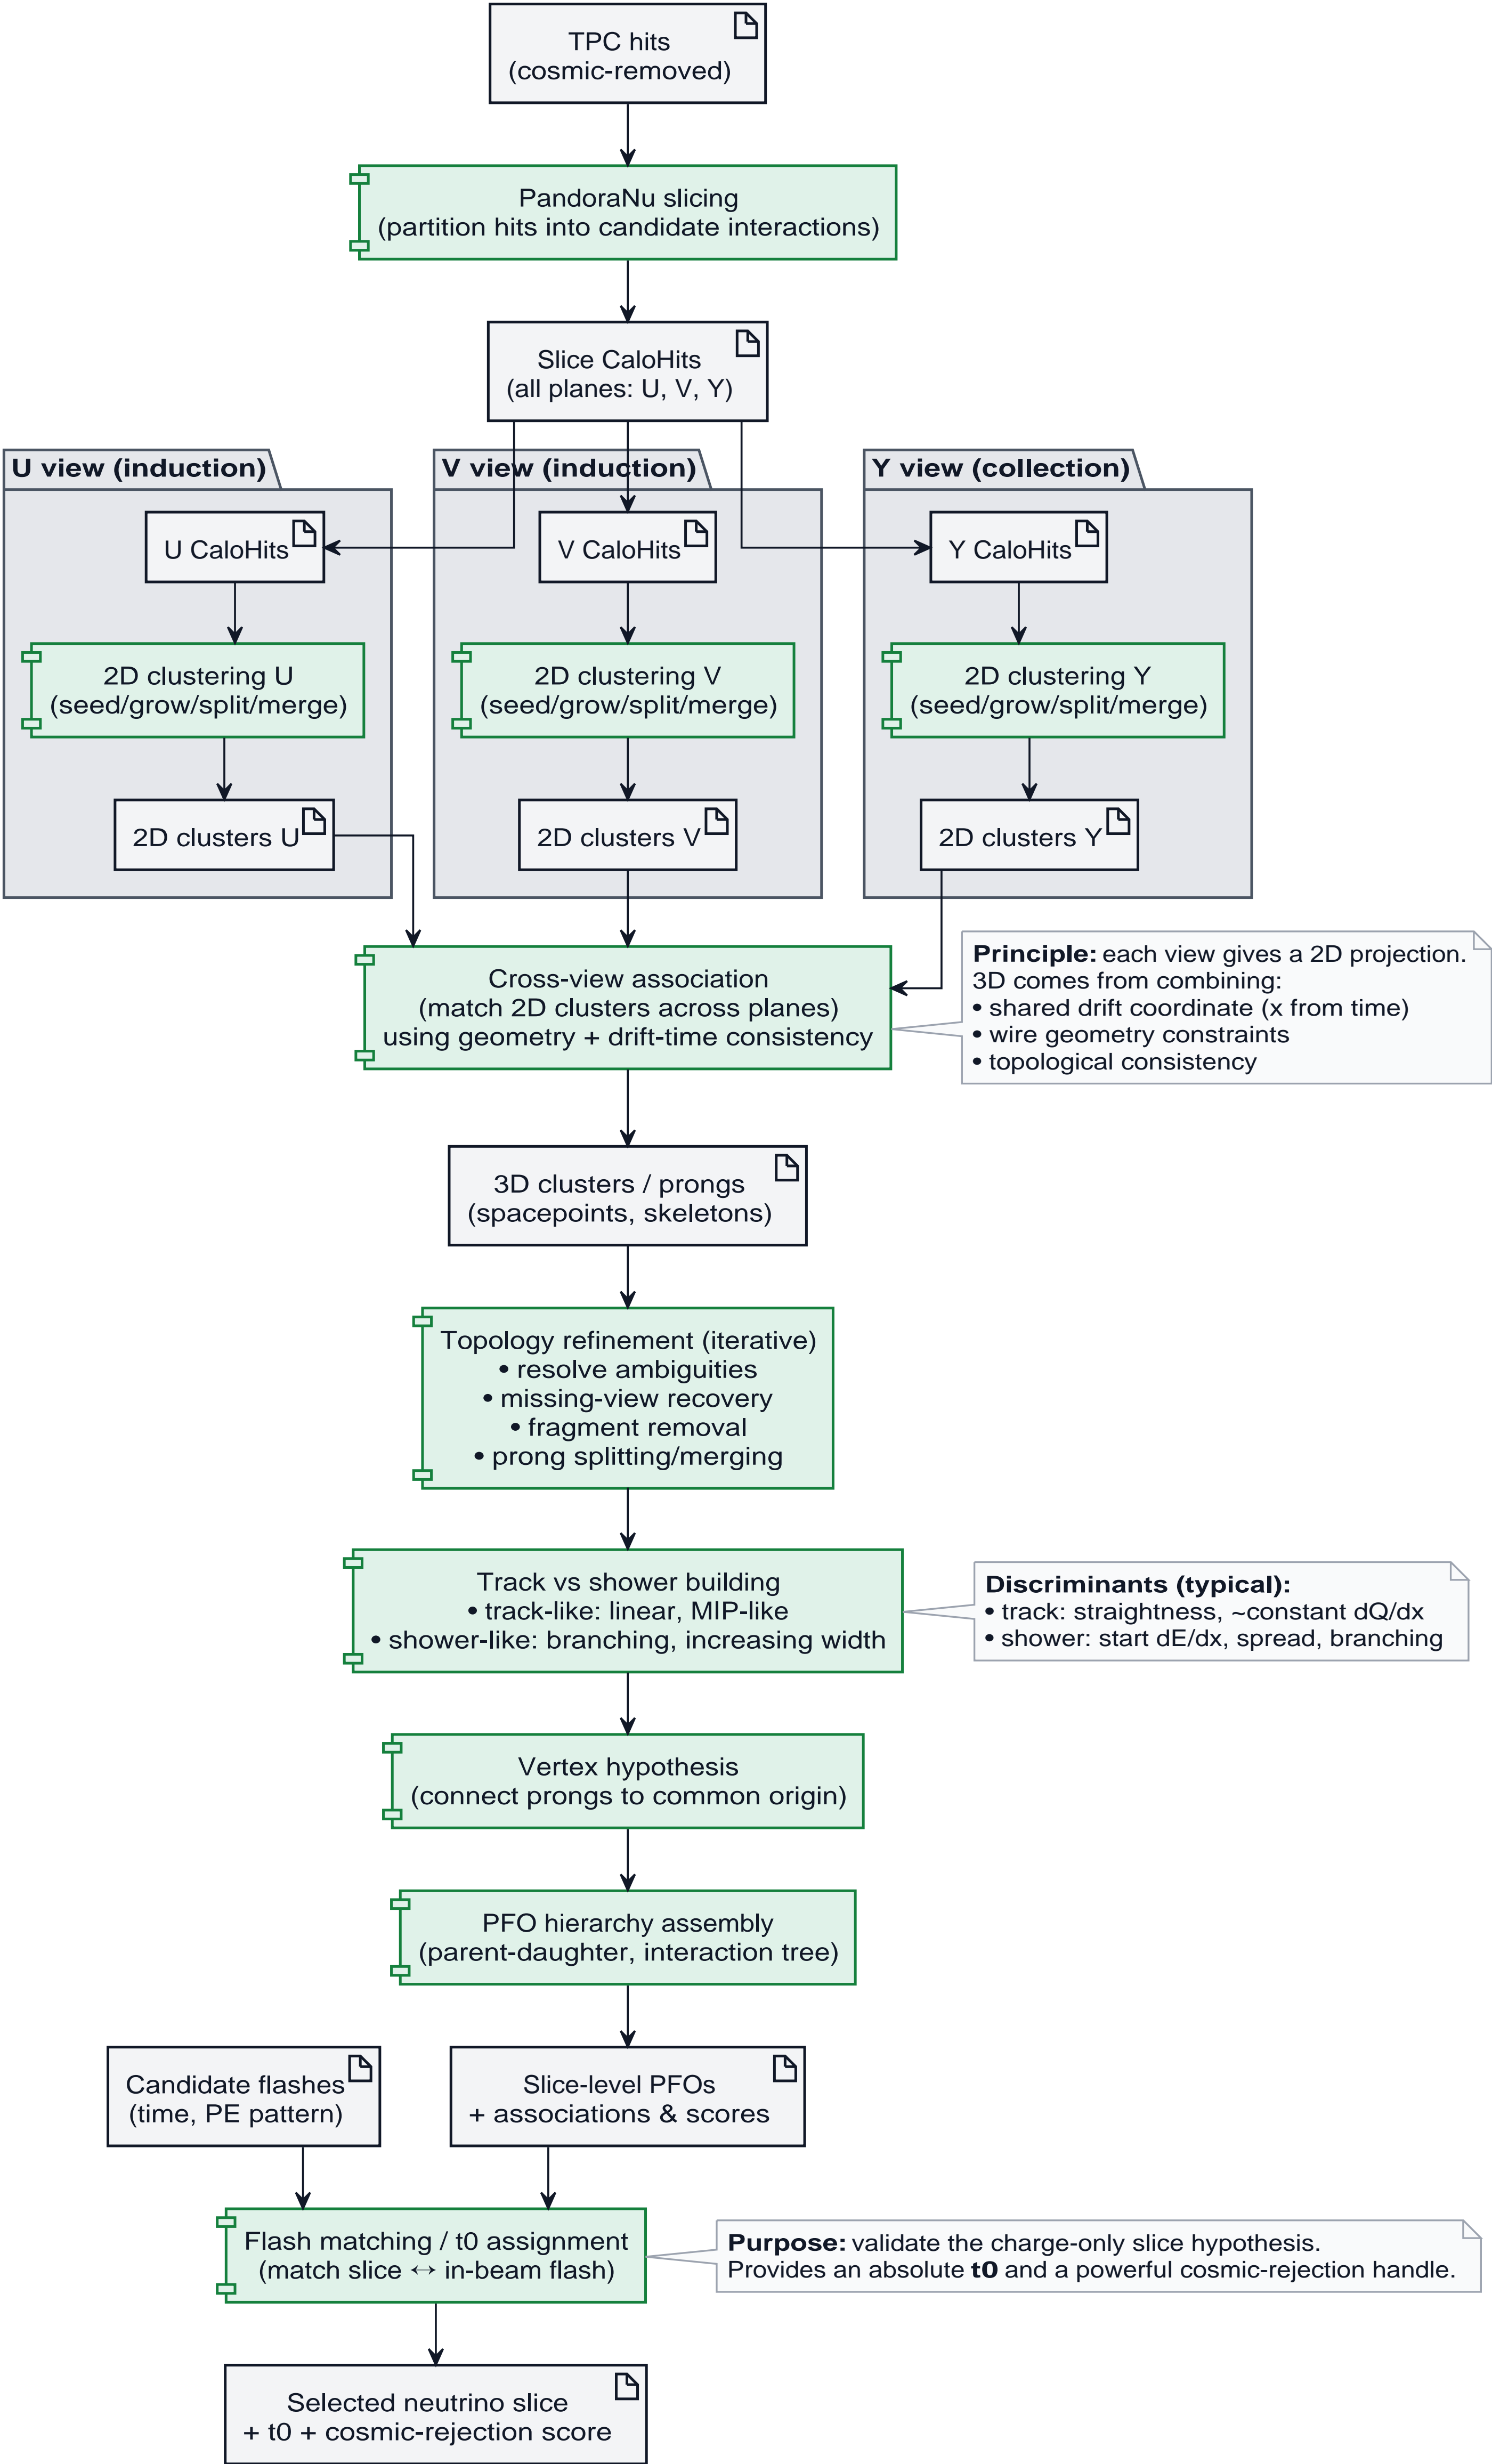 TPC hits
(cosmic-removed)
PandoraNu slicing
(partition hits into candidate interactions)
Slice CaloHits
(all planes: U, V, Y)
U view (induction)
V view (induction)
Y view (collection)
U CaloHits
V CaloHits
Y CaloHits
2D clustering U
(seed/grow/split/merge)
2D clustering V
(seed/grow/split/merge)
2D clustering Y
(seed/grow/split/merge)
2D clusters U
2D clusters V
2D clusters Y
Cross-view association
(match 2D clusters across planes)
using geometry + drift-time consistency
Principle: each view gives a 2D projection.
3D comes from combining:
• shared drift coordinate (x from time)
• wire geometry constraints
• topological consistency
3D clusters / prongs
(spacepoints, skeletons)
Topology refinement (iterative)
• resolve ambiguities
• missing-view recovery
• fragment removal
• prong splitting/merging
Track vs shower building
• track-like: linear, MIP-like
• shower-like: branching, increasing width
Discriminants (typical):
• track: straightness, ~constant dQ/dx
• shower: start dE/dx, spread, branching
Vertex hypothesis
(connect prongs to common origin)
PFO hierarchy assembly
(parent-daughter, interaction tree)
Candidate flashes
(time, PE pattern)
Slice-level PFOs
+ associations & scores
Flash matching / t0 assignment
(match slice ↔ in-beam flash)
Purpose: validate the charge-only slice hypothesis.
Provides an absolute t0 and a powerful cosmic-rejection handle.
Selected neutrino slice
+ t0 + cosmic-rejection score